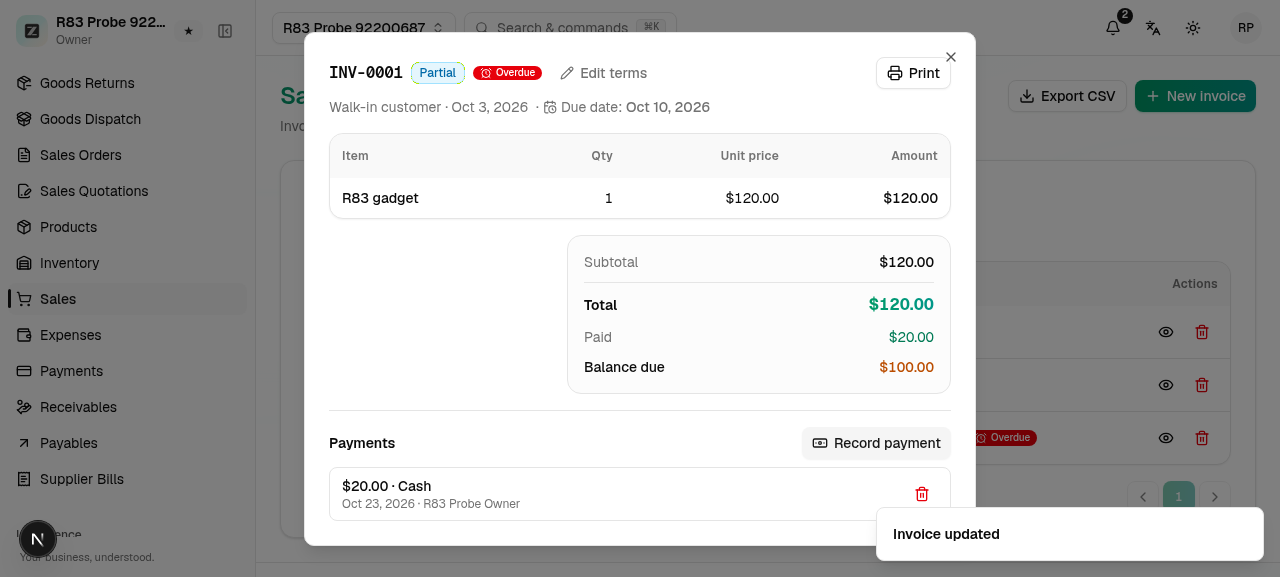 R83 Probe 922...
Owner
Goods Returns
Goods Dispatch
Sales Orders
Sales Quotations
Products
Inventory
Sales
Expenses
Payments
Receivables
Payables
Supplier Bills
Your business, understood.
R83 Probe 92200687
Search & commands
⌘K
2
RP
Export CSV
New invoice
Actions
Overdue
1
INV-0001
Partial
Overdue
Edit terms
Print
Walk-in customer · Oct 3, 2026 · Due date: Oct 10, 2026
Item Qty Unit price Amount
R83 gadget 1 $120.00 $120.00
Subtotal $120.00
Total $120.00
Paid $20.00
Balance due $100.00
Payments
Record payment
$20.00 · Cash
Oct 23, 2026 · R83 Probe Owner
Invoice updated